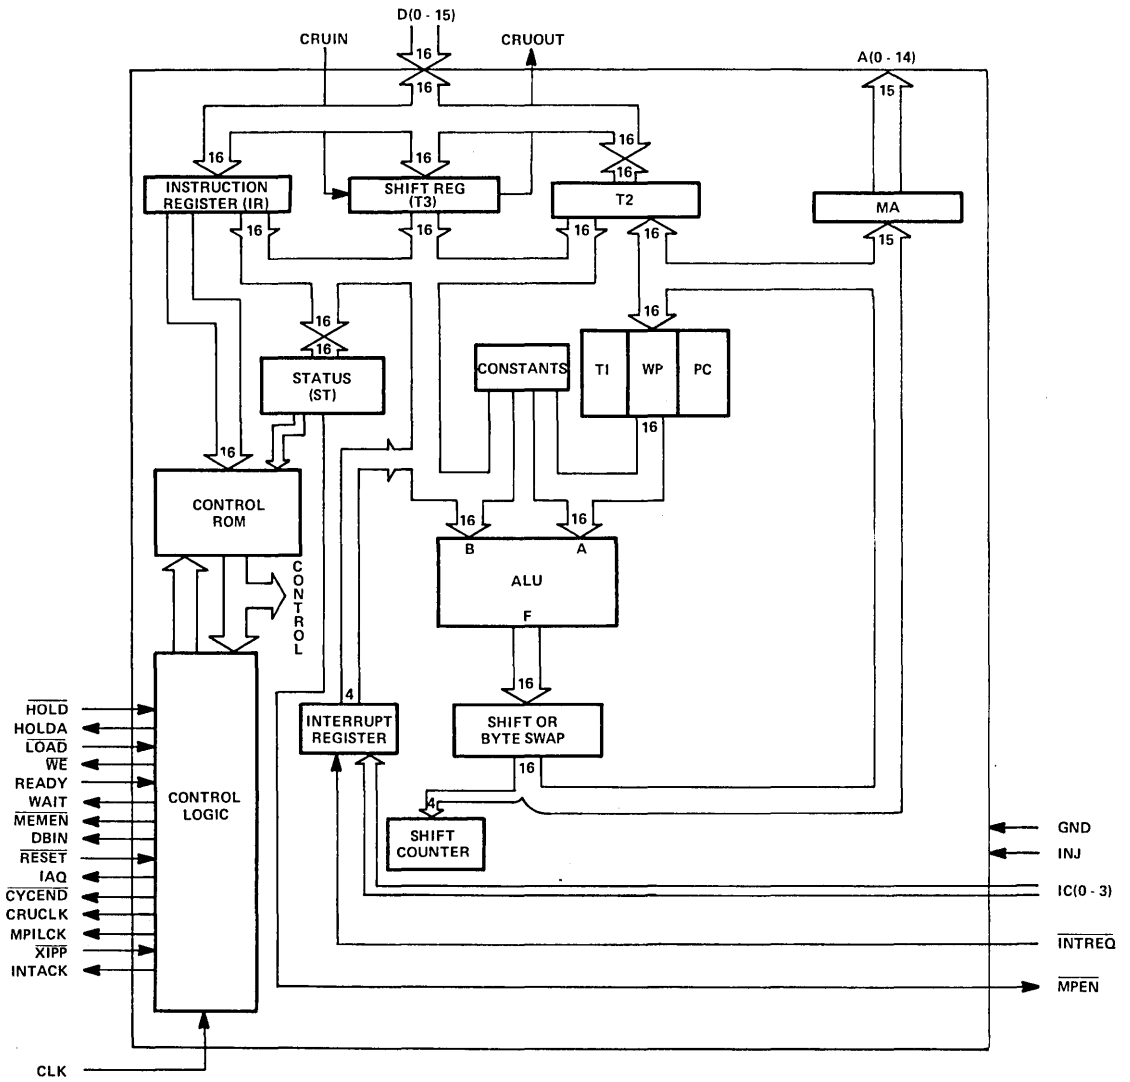 D(0 - 15)
CRUIN
CRUOUT
A(0 - 14)
16
16
15
16
16
16
16
INSTRUCTION
REGISTER (IR)
SHIFT REG
(T3)
T2
MA
16
16
16
16
15
16
16
16
STATUS
(ST)
CONSTANTS
TI
WP
PC
16
16
CONTROL
ROM
16
16
B
A
ALU
F
CONTROL
16
4
INTERRUPT
REGISTER
SHIFT OR
BYTE SWAP
16
4
SHIFT
COUNTER
CONTROL
LOGIC
HOLD
HOLDA
LOAD
WE
READY
WAIT
MEMEN
DBIN
RESET
IAQ
CYCEND
CRUCLK
MPILCK
XIPP
INTACK
CLK
GND
INJ
IC(0 - 3)
INTREQ
MPEN